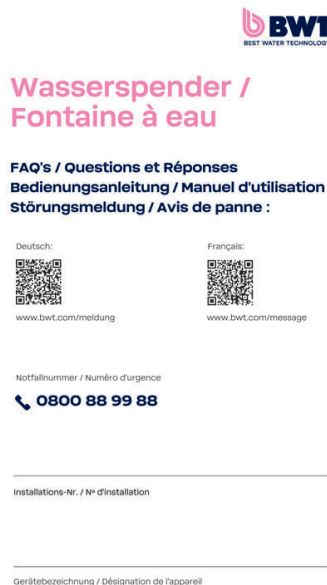 BWT
BEST WATER TECHNOLOGY
Wasserspender /
Fontaine à eau
FAQ's / Questions et Réponses
Bedienungsanleitung / Manuel d'utilisation
Störungsmeldung / Avis de panne :
Deutsch:
Français:
www.bwt.com/meldung
www.bwt.com/message
Notfallnummer / Numéro d'urgence
0800 88 99 88
Installations-Nr. / Nº d'installation
Gerätebezeichnung / Désignation de l'appareil